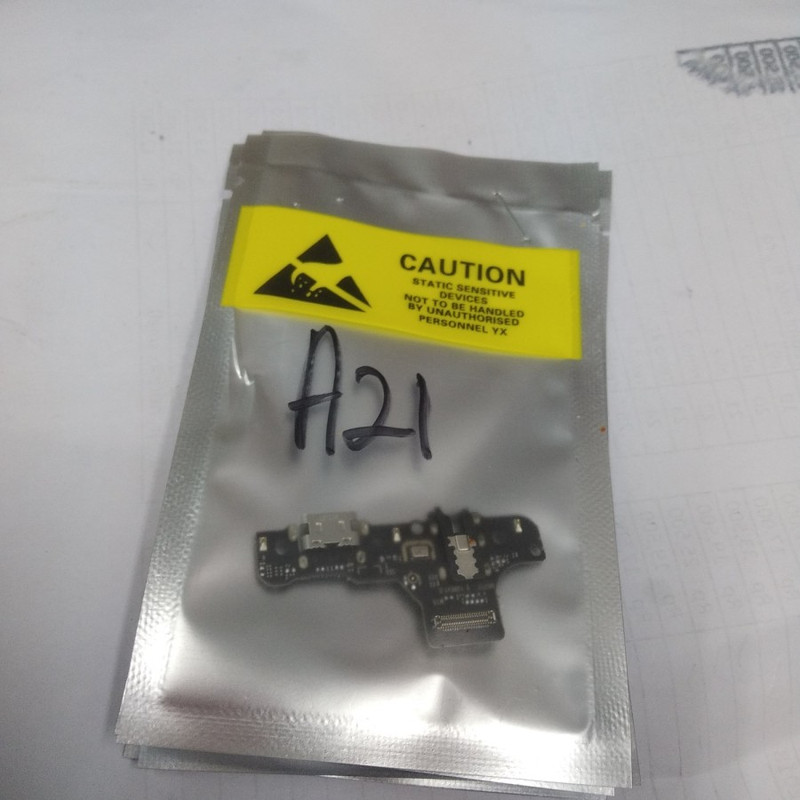 CAUTION
STATIC SENSITIVE
DEVICES
NOT TO BE HANDLED
BY UNAUTHORISED
PERSONNEL YX
A21